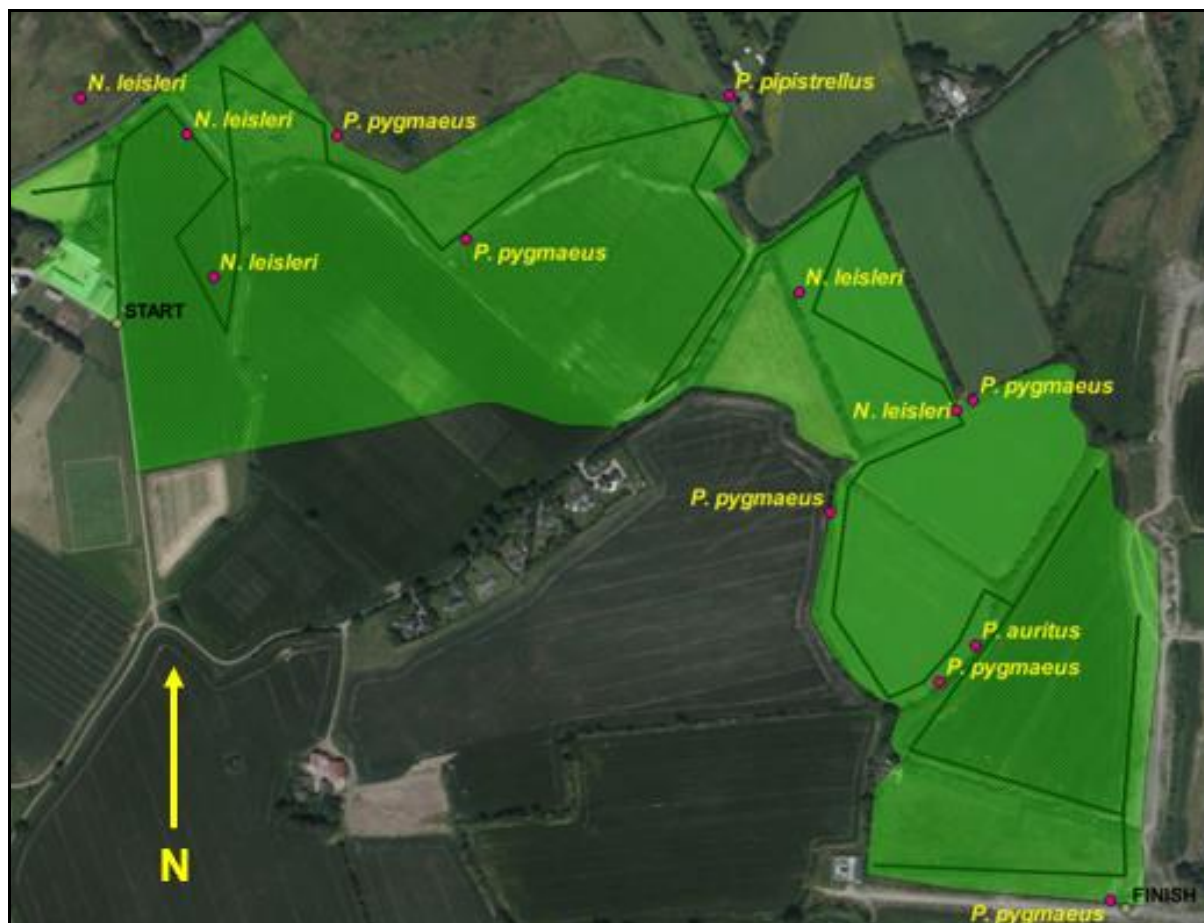 P. pipistrellus
N. leisleri
N. leisleri
P. pygmaeus
P. pygmaeus
N. leisleri
N. leisleri
START
P. pygmaeus
N. leisleri
P. pygmaeus
P. auritus
P. pygmaeus
N
FINISH
P. pygmaeus